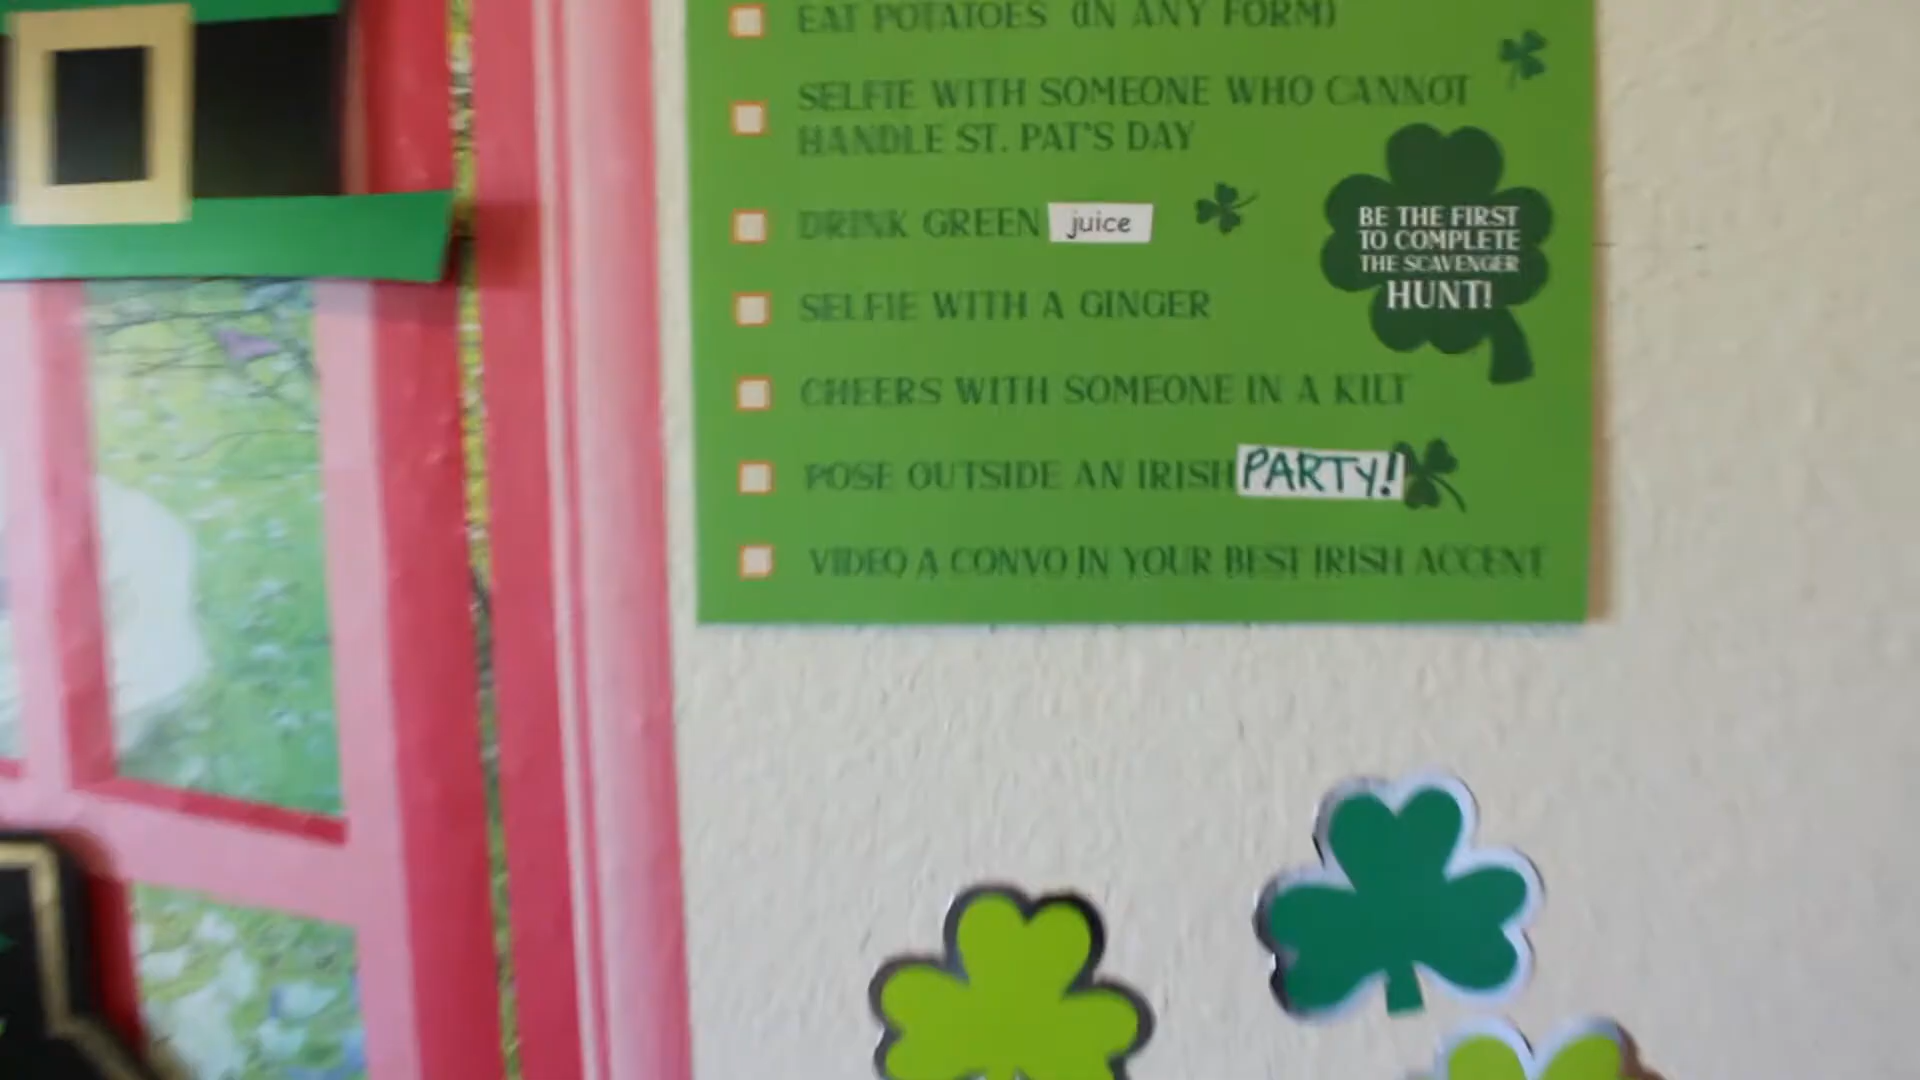 EAT POTATOES (IN ANY FORM)
SELFIE WITH SOMEONE WHO CANNOT
HANDLE ST. PAT'S DAY
DRINK GREEN juice
SELFIE WITH A GINGER
CHEERS WITH SOMEONE IN A KILT
POSE OUTSIDE AN IRISH PARTY!
VIDEO A CONVO IN YOUR BEST IRISH ACCENT
BE THE FIRST
TO COMPLETE
THE SCAVENGER
HUNT!